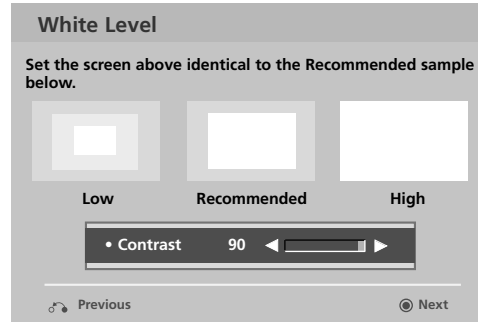 White Level
Set the screen above identical to the Recommended sample
below.
Low Recommended High
• Contrast 90
Previous Next